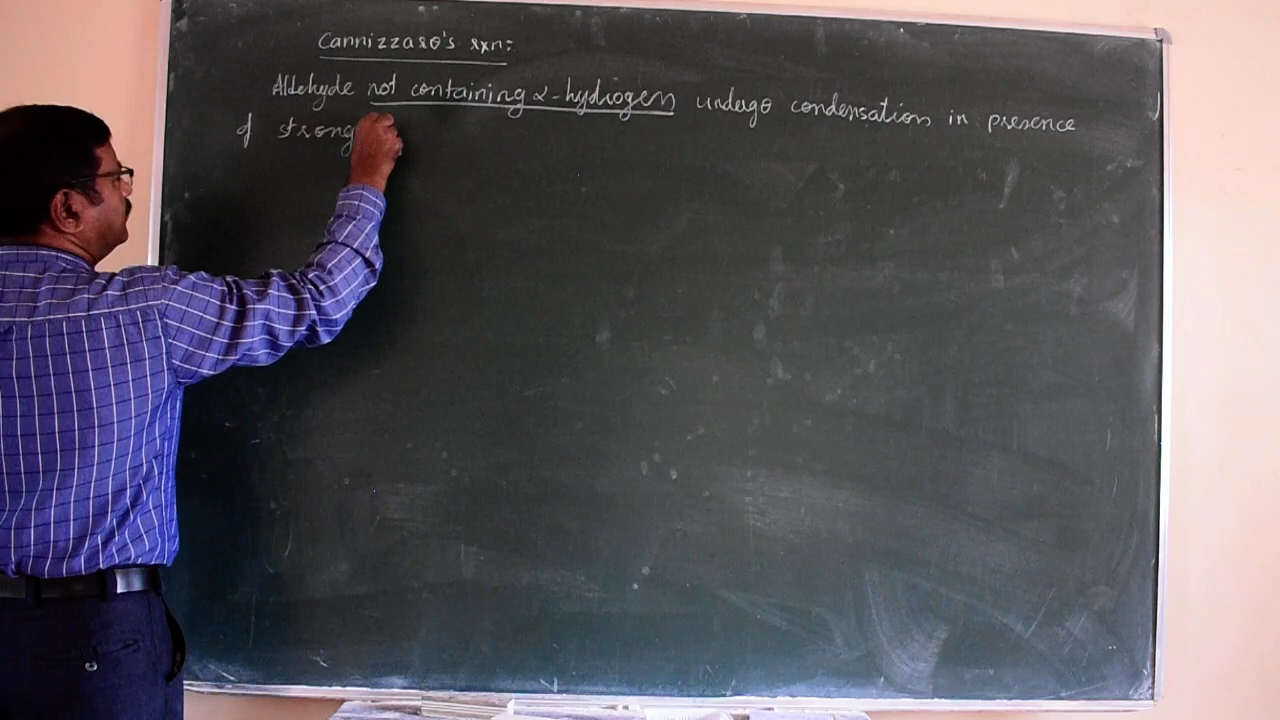 Cannizzaro's rxn:
Aldehyde not containing α-hydrogen undergo condensation in presence
of strong